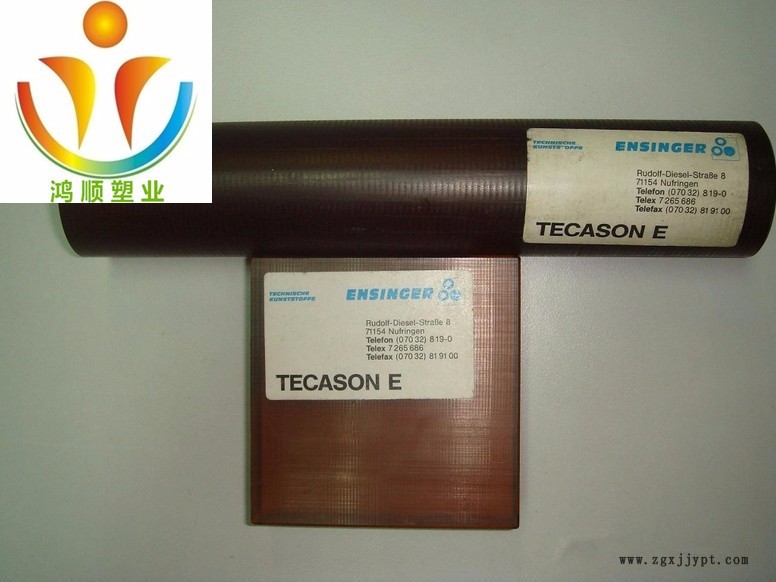 鸿顺塑业
TECHNISCHE
KUNSTSTOFFE
ENSINGER
Rudolf-Diesel-Straße 8
71154 Nufringen
Telefon (070 32) 819-0
Telex 7 265 686
Telefax (070 32) 81 91 00
TECASON E
TECHNISCHE
KUNSTSTOFFE
ENSINGER
Rudolf-Diesel-Straße 8
71154 Nufringen
Telefon (070 32) 819-0
Telex 7 265 686
Telefax (070 32) 81 91 00
TECASON E
www.zgxjjypt.com